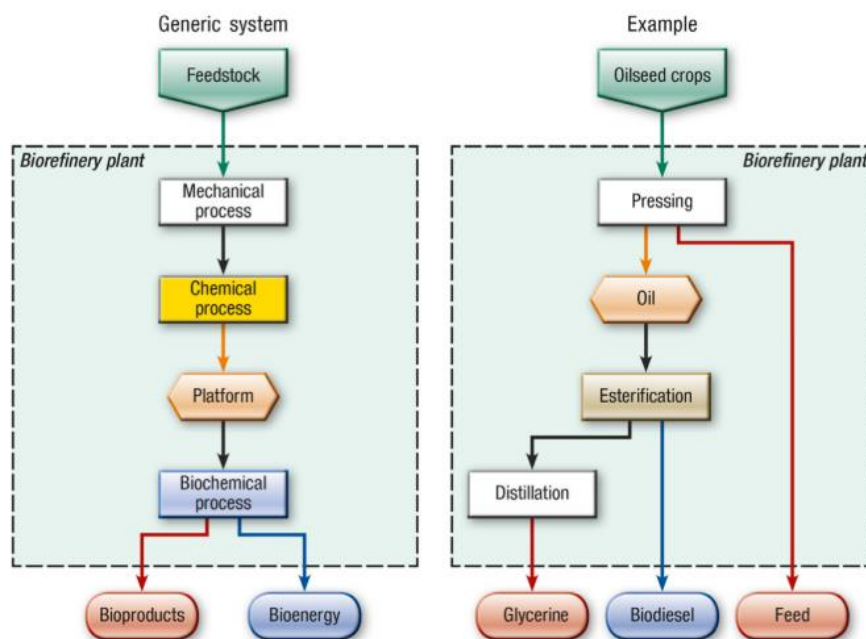 Generic system
Feedstock
Biorefinery plant
Mechanical
process
Chemical
process
Platform
Biochemical
process
Bioproducts
Bioenergy
Example
Oilseed crops
Biorefinery plant
Pressing
Oil
Esterification
Distillation
Glycerine
Biodiesel
Feed